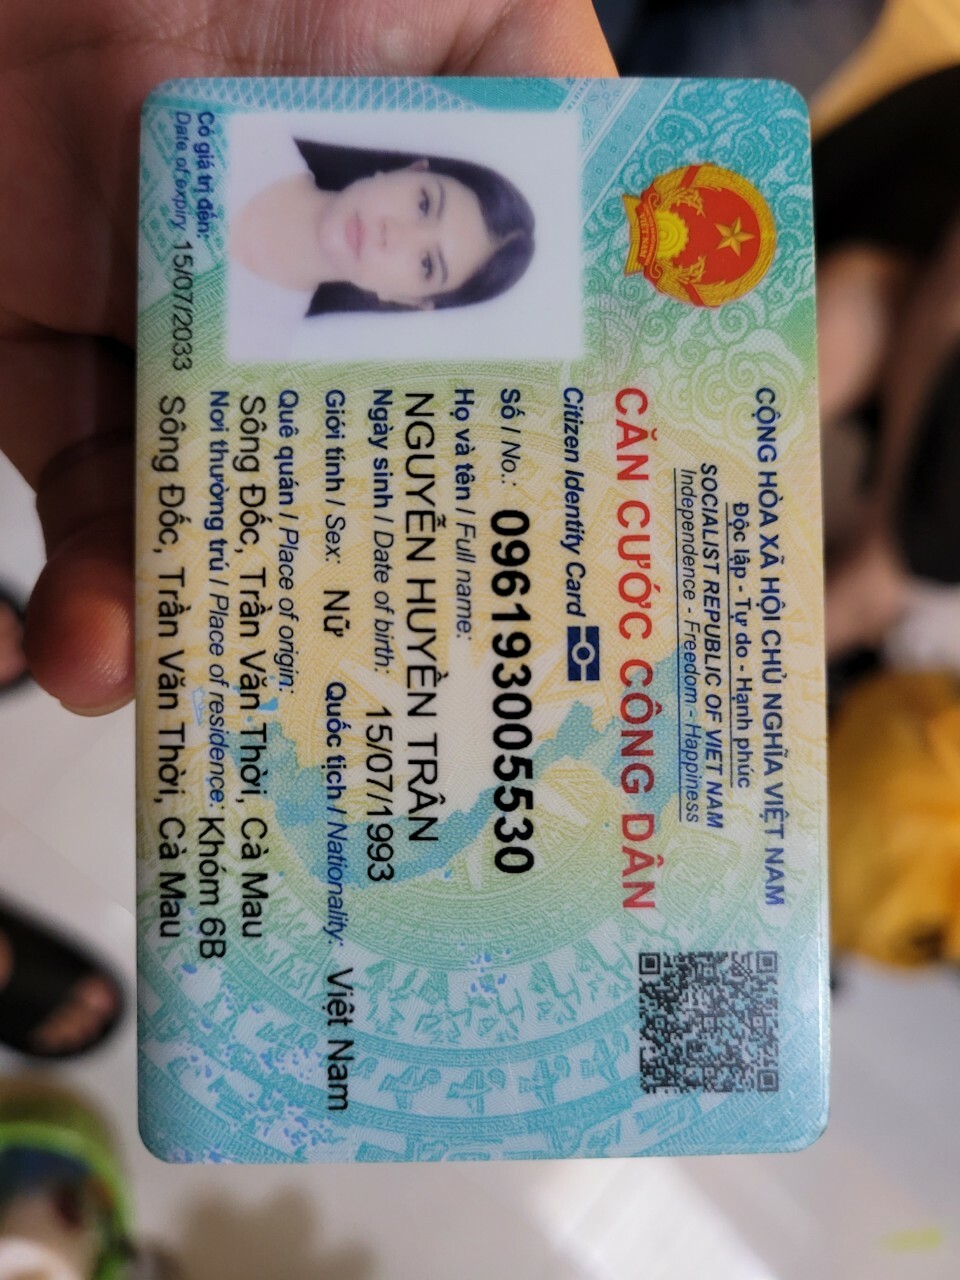 CỘNG HÒA XÃ HỘI CHỦ NGHĨA VIỆT NAM
Độc lập - Tự do - Hạnh phúc
SOCIALIST REPUBLIC OF VIET NAM
Independence - Freedom - Happiness
VIỆT NAM
CĂN CƯỚC CÔNG DÂN
Citizen Identity Card
Số / No.: 096193005530
Họ và tên / Full name:
NGUYỄN HUYỀN TRÂN
Ngày sinh / Date of birth: 15/07/1993
Giới tính / Sex: Nữ Quốc tịch / Nationality: Việt Nam
Quê quán / Place of origin:
Sông Đốc, Trần Văn Thời, Cà Mau
Nơi thường trú / Place of residence: Khóm 6B
Sông Đốc, Trần Văn Thời, Cà Mau
Có giá trị đến:
Date of expiry 15/07/2033